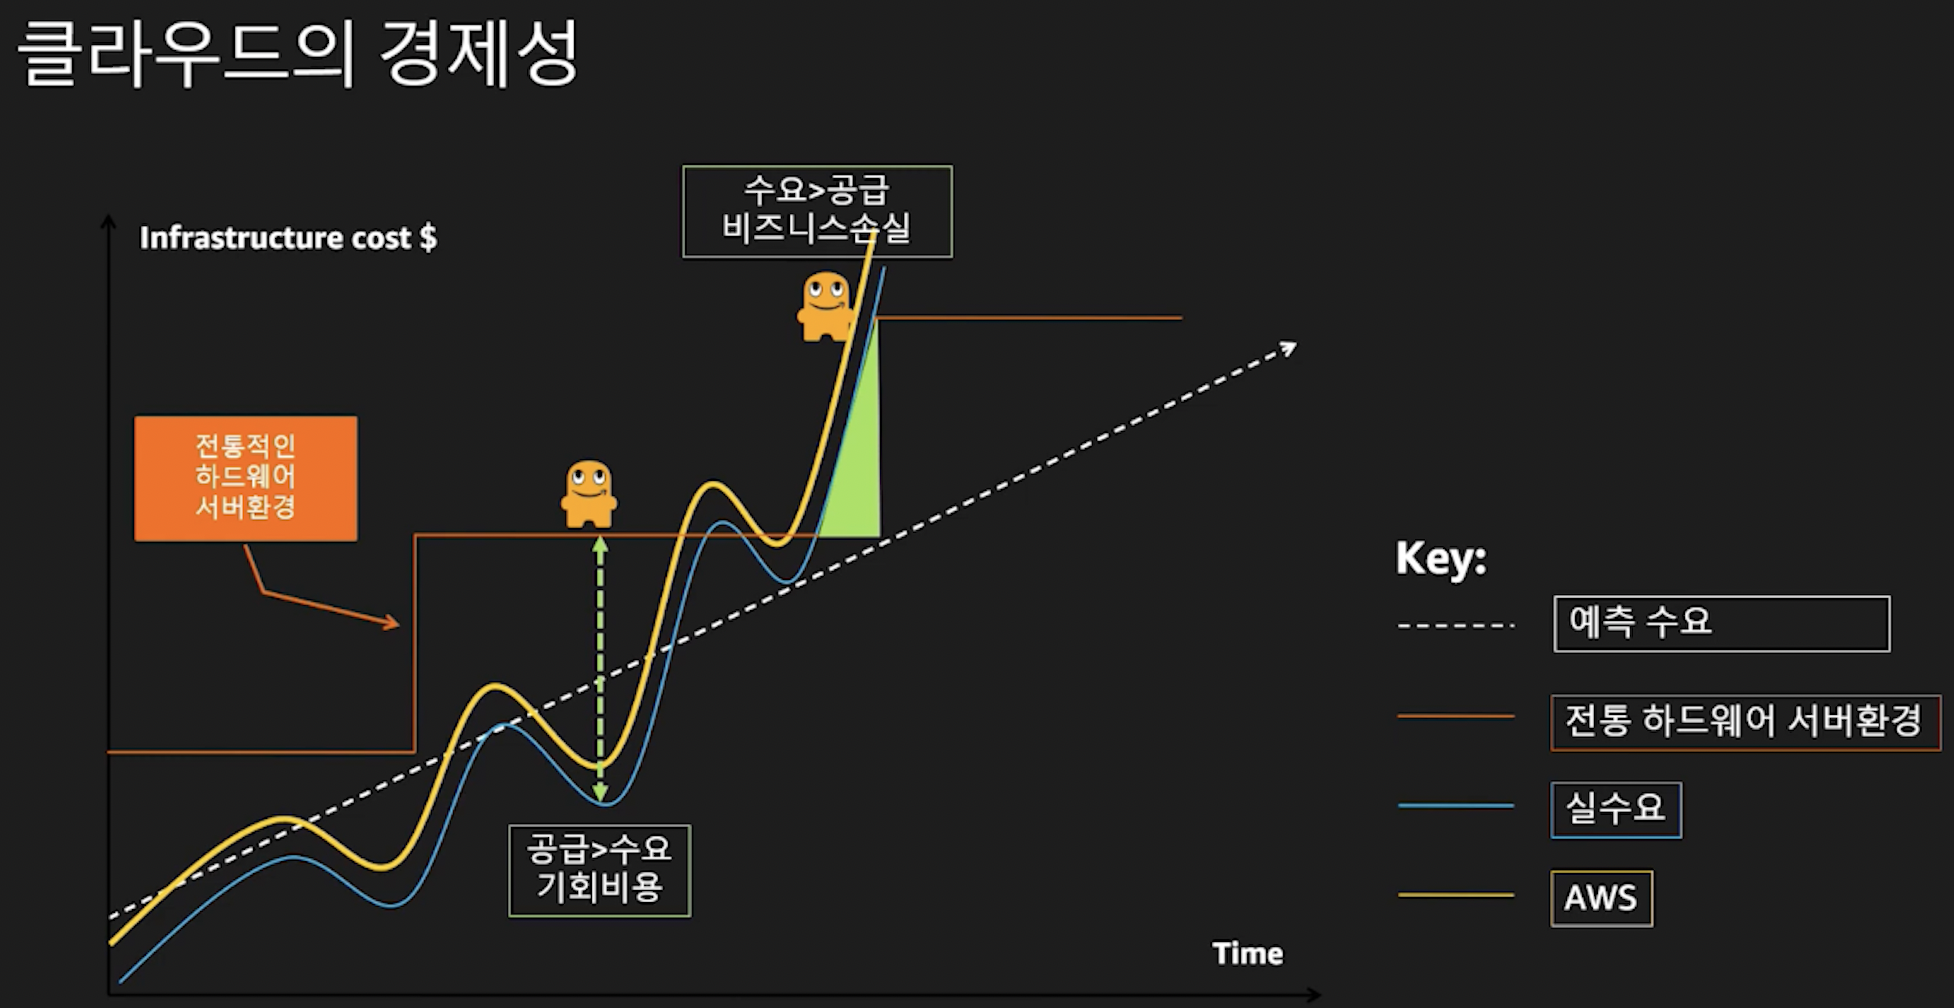 클라우드의 경제성
수요>공급
비즈니스손실
Infrastructure cost $
전통적인
하드웨어
서버환경
공급>수요
기회비용
Time
Key:
예측 수요
전통 하드웨어 서버환경
실수요
AWS